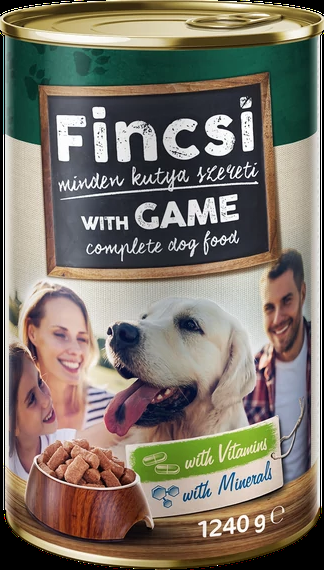 Fincsi
minden kutya szereti
WITH GAME
complete dog food
with Vitamins
with Minerals
1240 g ℮